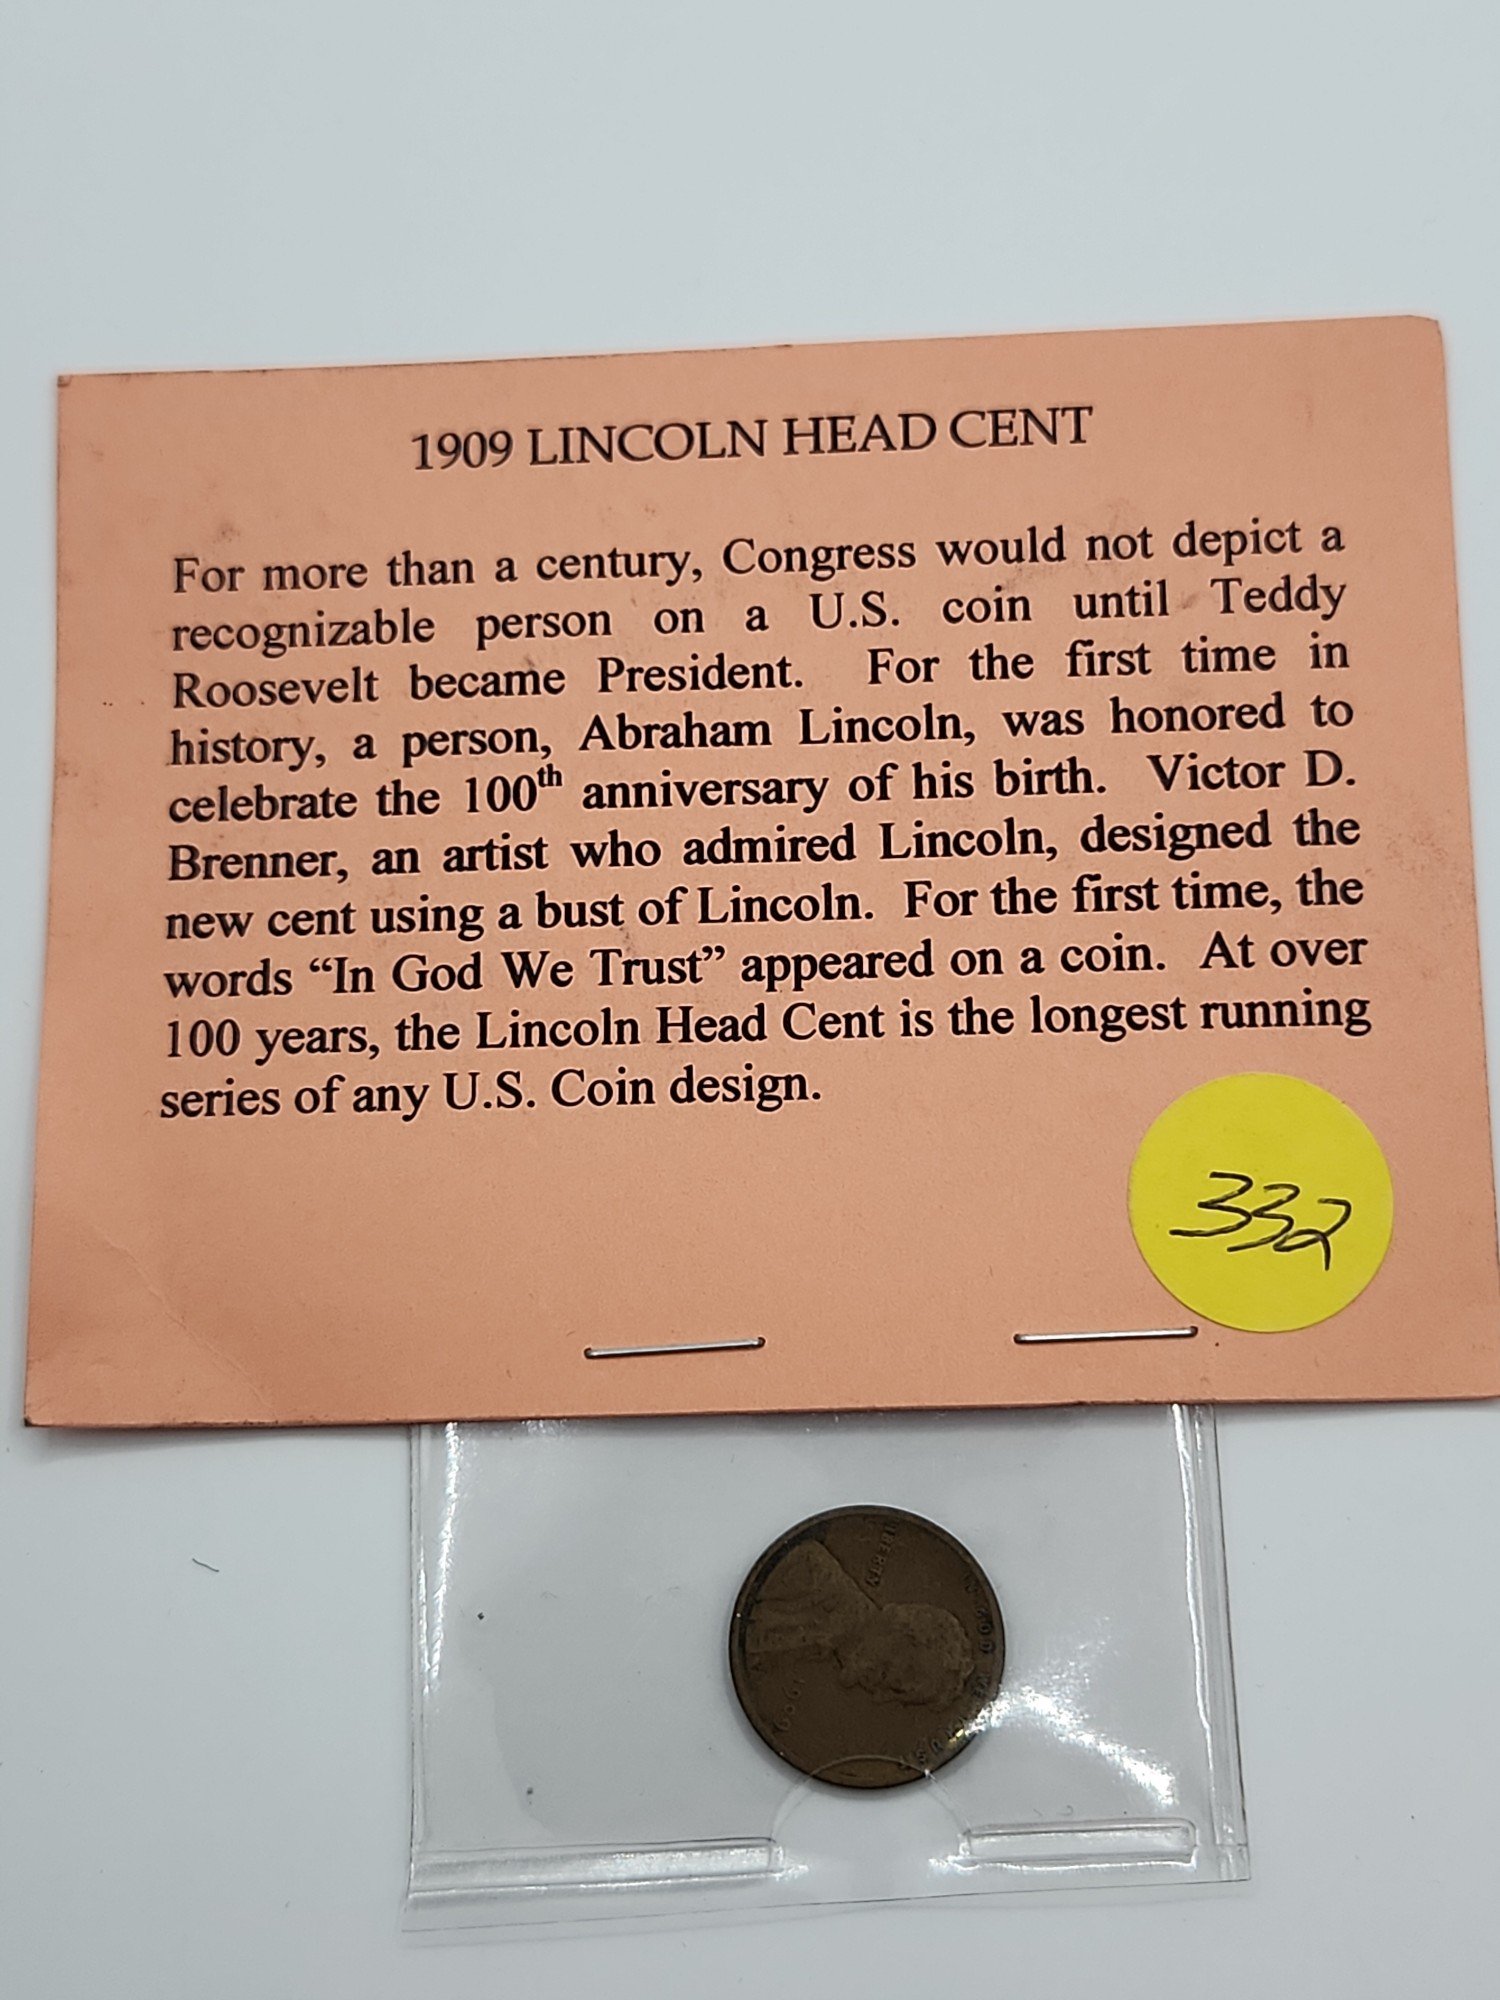 1909 LINCOLN HEAD CENT
For more than a century, Congress would not depict a
recognizable person on a U.S. coin until Teddy
Roosevelt became President. For the first time in
history, a person, Abraham Lincoln, was honored to
celebrate the 100th anniversary of his birth. Victor D.
Brenner, an artist who admired Lincoln, designed the
new cent using a bust of Lincoln. For the first time, the
words “In God We Trust” appeared on a coin. At over
100 years, the Lincoln Head Cent is the longest running
series of any U.S. Coin design.
332
IN GOD WE TRUST
LIBERTY
1909